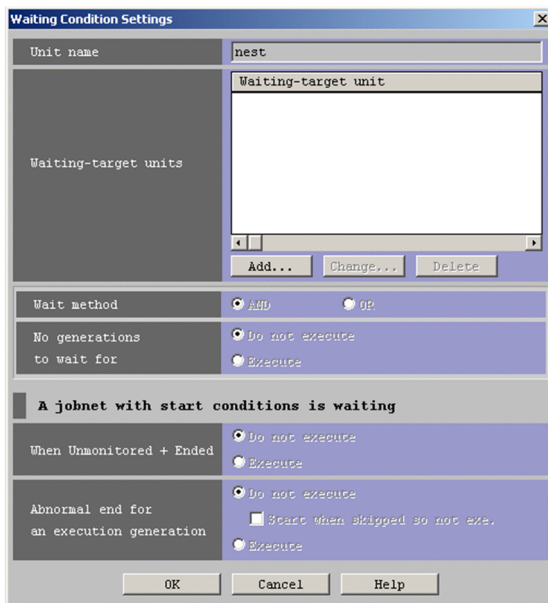 Waiting Condition Settings
Unit name
nest
Waiting-target units
Waiting-target unit
Add... Change... Delete
Wait method
AND OR
No generations
to wait for
Do not execute
Execute
A jobnet with start conditions is waiting
When Unmonitored + Ended
Do not execute
Execute
Abnormal end for
an execution generation
Do not execute
Start when skipped so not exe.
Execute
OK Cancel Help